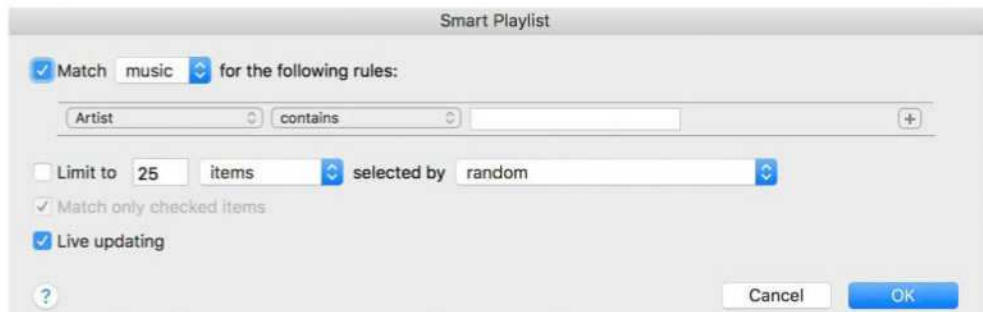 Smart Playlist
Match music for the following rules:
Artist contains
Limit to 25 items selected by random
Match only checked items
Live updating
? Cancel OK